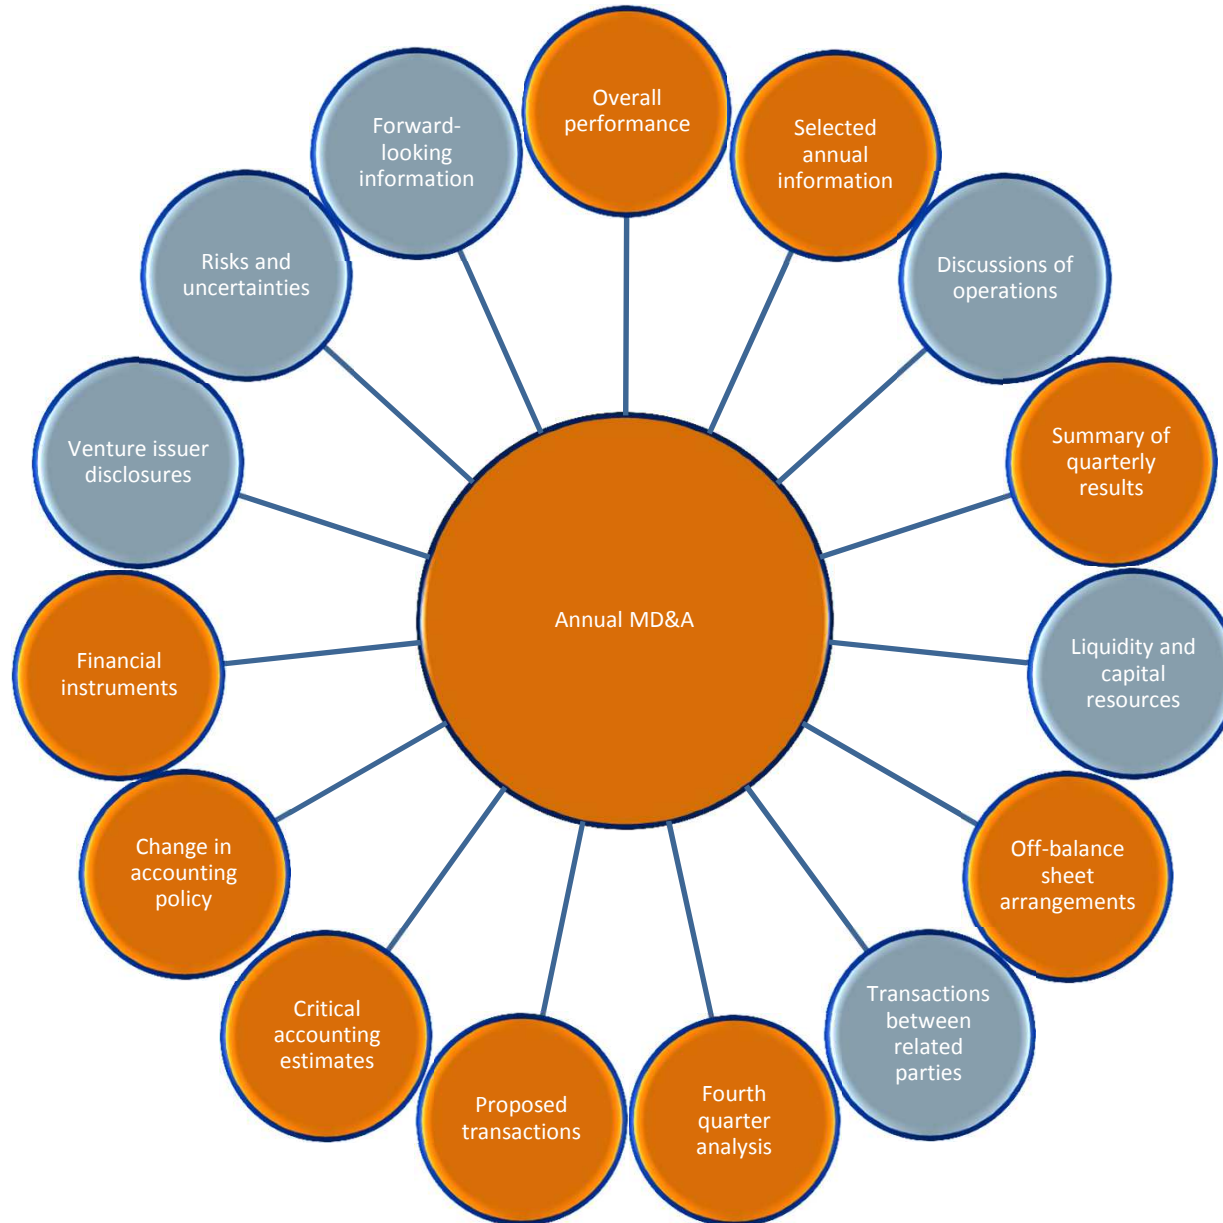 Overall
performance
Selected
annual
information
Discussions of
operations
Summary of
quarterly
results
Liquidity and
capital
resources
Off-balance
sheet
arrangements
Transactions
between
related
parties
Fourth
quarter
analysis
Proposed
transactions
Critical
accounting
estimates
Change in
accounting
policy
Financial
instruments
Venture issuer
disclosures
Risks and
uncertainties
Forward-
looking
information
Annual MD&A